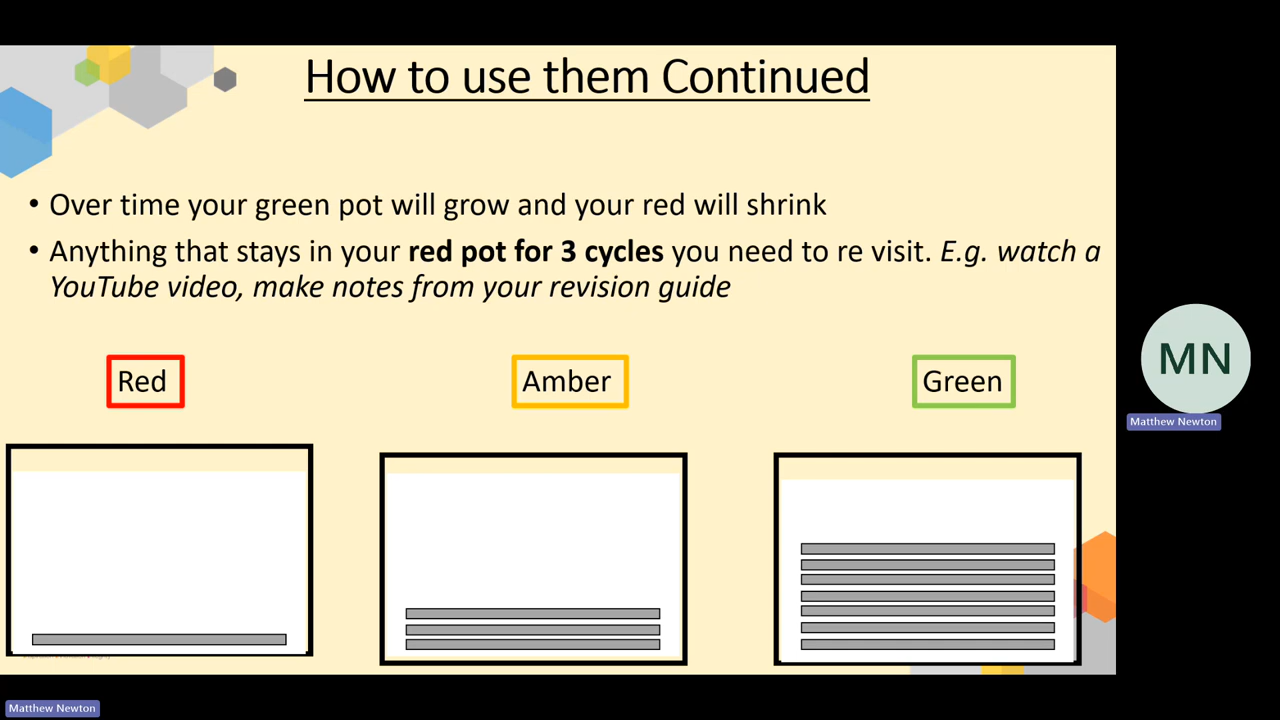 How to use them Continued
• Over time your green pot will grow and your red will shrink
• Anything that stays in your red pot for 3 cycles you need to re visit. E.g. watch a
YouTube video, make notes from your revision guide
Red
Amber
Green
MN
Matthew Newton
Matthew Newton